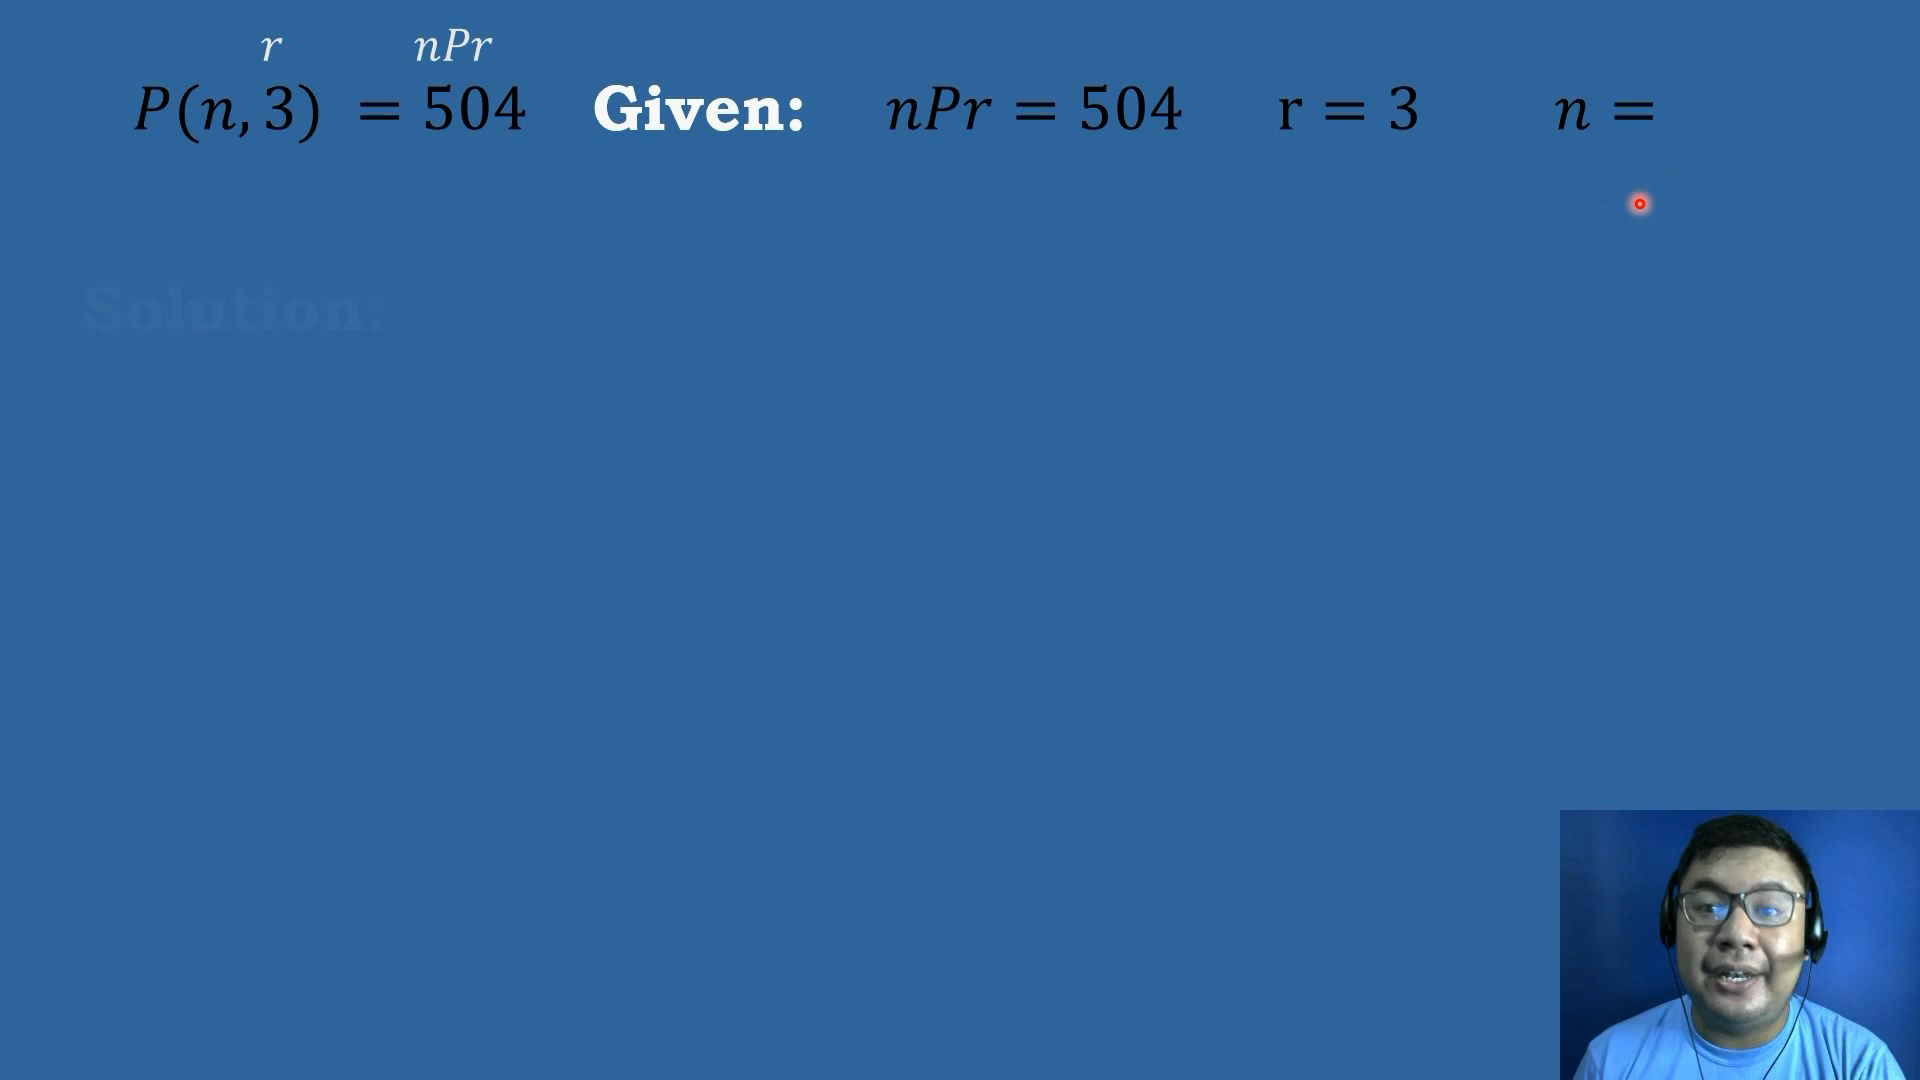 r nPr
P(n, 3) = 504 Given: nPr = 504 r = 3 n =
Solution: